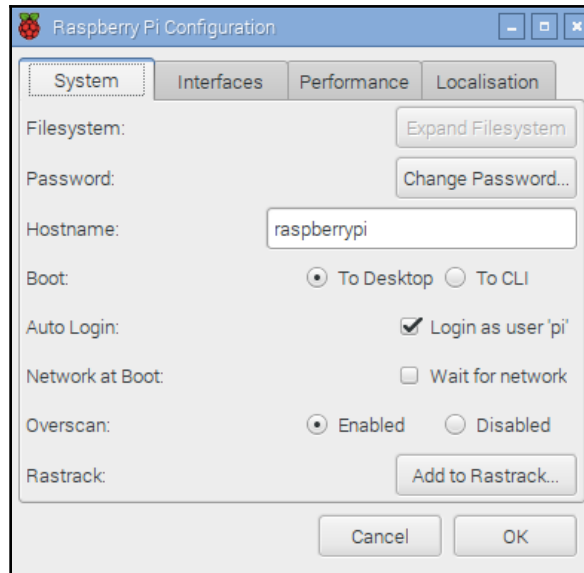 Raspberry Pi Configuration
System Interfaces Performance Localisation
Filesystem: Expand Filesystem
Password: Change Password...
Hostname: raspberrypi
Boot: To Desktop To CLI
Auto Login: Login as user 'pi'
Network at Boot: Wait for network
Overscan: Enabled Disabled
Rastrack: Add to Rastrack...
Cancel OK